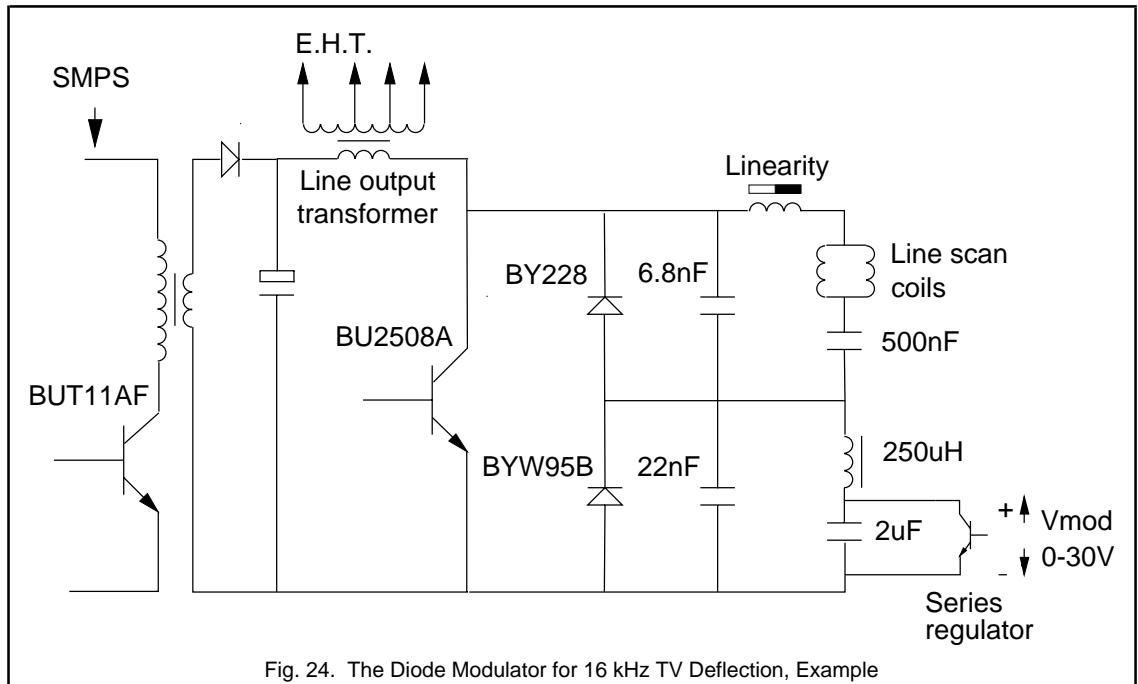 E.H.T.
SMPS
Linearity
Line output
transformer
Line scan
coils
BY228
6.8nF
BU2508A
500nF
BUT11AF
250uH
BYW95B
22nF
+
Vmod
2uF
0-30V
-
Series
regulator
Fig. 24. The Diode Modulator for 16 kHz TV Deflection, Example